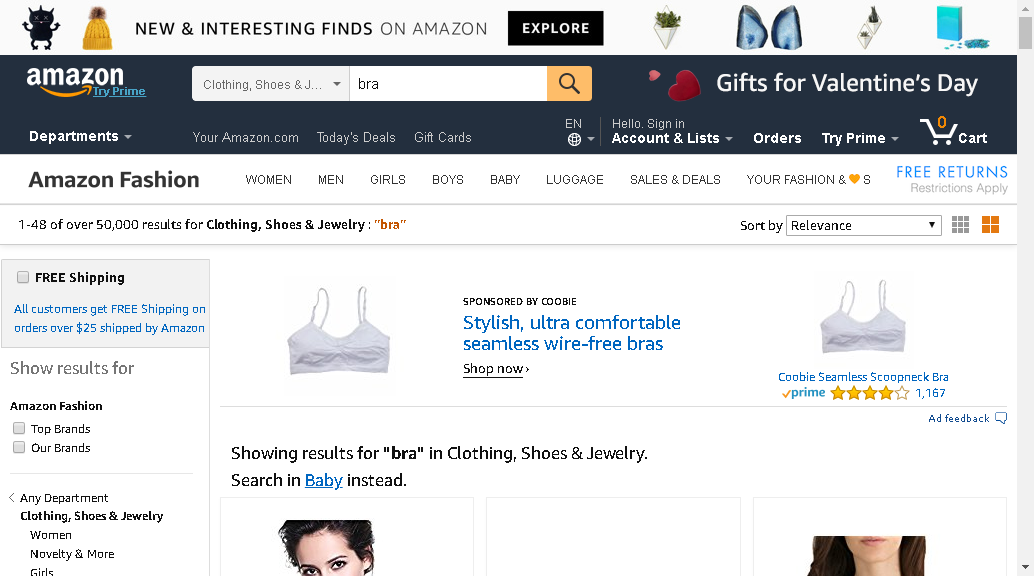 NEW & INTERESTING FINDS ON AMAZON
EXPLORE
amazon
Try Prime
Clothing, Shoes & J...
bra
Gifts for Valentine's Day
Departments
Your Amazon.com
Today's Deals
Gift Cards
EN
Hello. Sign in
Account & Lists
Orders
Try Prime
0
Cart
Amazon Fashion
WOMEN
MEN
GIRLS
BOYS
BABY
LUGGAGE
SALES & DEALS
YOUR FASHION & 🧡 S
FREE RETURNS
Restrictions Apply
1-48 of over 50,000 results for Clothing, Shoes & Jewelry : "bra"
Sort by Relevance
FREE Shipping
All customers get FREE Shipping on
orders over $25 shipped by Amazon
Show results for
Amazon Fashion
Top Brands
Our Brands
Any Department
Clothing, Shoes & Jewelry
Women
Novelty & More
Girls
SPONSORED BY COOBIE
Stylish, ultra comfortable
seamless wire-free bras
Shop now ›
Coobie Seamless Scoopneck Bra
prime 1,167
Ad feedback
Showing results for "bra" in Clothing, Shoes & Jewelry.
Search in Baby instead.